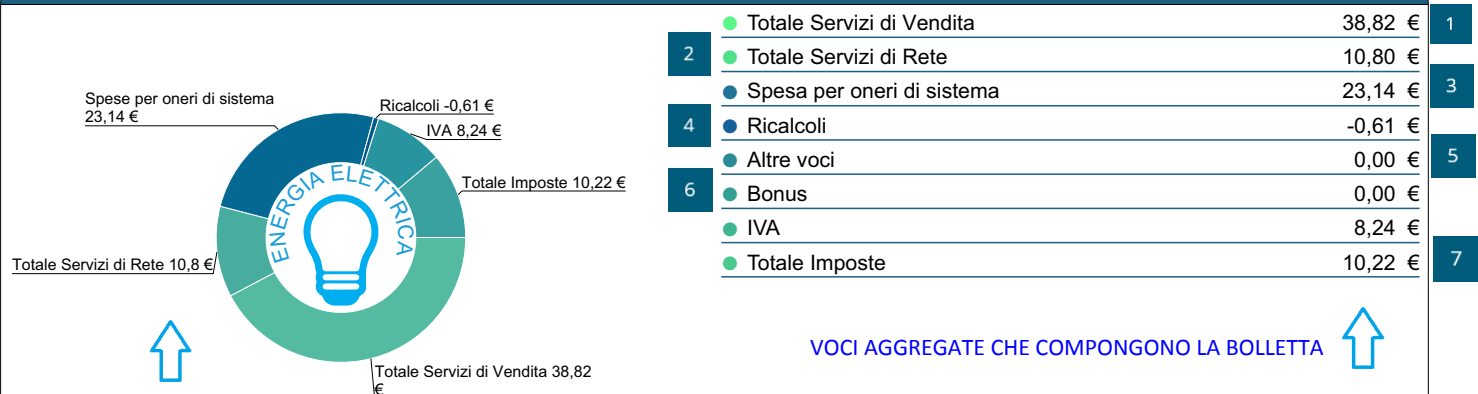 Totale Servizi di Vendita 38,82 € 1
2 Totale Servizi di Rete 10,80 €
Spesa per oneri di sistema 23,14 € 3
4 Ricalcoli -0,61 €
Altre voci 0,00 € 5
6 Bonus 0,00 €
IVA 8,24 €
Totale Imposte 10,22 € 7
Spese per oneri di sistema
23,14 €
Ricalcoli -0,61 €
IVA 8,24 €
Totale Imposte 10,22 €
ENERGIA ELETTRICA
Totale Servizi di Rete 10,8 €
Totale Servizi di Vendita 38,82
€
VOCI AGGREGATE CHE COMPONGONO LA BOLLETTA